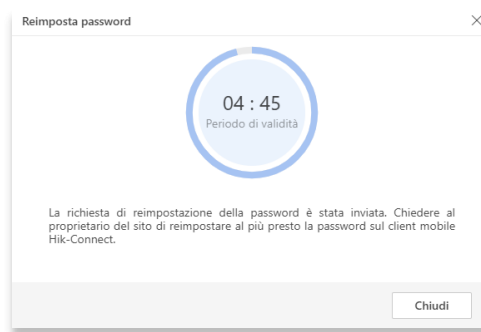 Reimposta password
04 : 45
Periodo di validità
La richiesta di reimpostazione della password è stata inviata. Chiedere al
proprietario del sito di reimpostare al più presto la password sul client mobile
Hik-Connect.
Chiudi